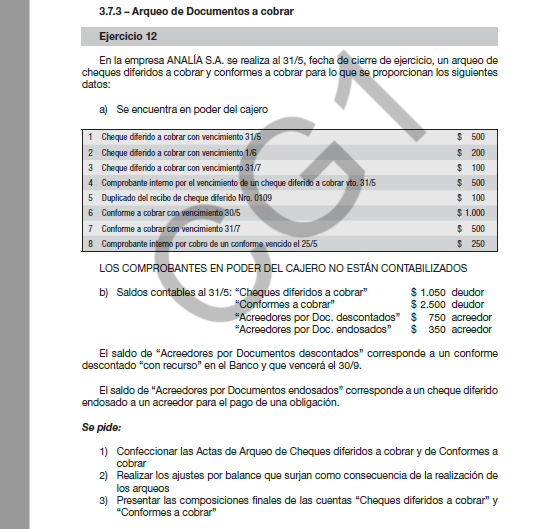 3.7.3 – Arqueo de Documentos a cobrar
Ejercicio 12
En la empresa ANALÍA S.A. se realiza al 31/5, fecha de cierre de ejercicio, un arqueo de
cheques diferidos a cobrar y conformes a cobrar para lo que se proporcionan los siguientes
datos:
a) Se encuentra en poder del cajero
1 Cheque diferido a cobrar con vencimiento 31/5 $ 500
2 Cheque diferido a cobrar con vencimiento 1/6 $ 200
3 Cheque diferido a cobrar con vencimiento 31/7 $ 100
4 Comprobante interno por el vencimiento de un cheque diferido a cobrar vto. 31/5 $ 500
5 Duplicado del recibo de cheque diferido Nro. 0109 $ 100
6 Conforme a cobrar con vencimiento 30/5 $ 1.000
7 Conforme a cobrar con vencimiento 31/7 $ 500
8 Comprobante interno por cobro de un conforme vencido el 25/5 $ 250
LOS COMPROBANTES EN PODER DEL CAJERO NO ESTÁN CONTABILIZADOS
b) Saldos contables al 31/5: “Cheques diferidos a cobrar” $ 1.050 deudor
“Conformes a cobrar” $ 2.500 deudor
“Acreedores por Doc. descontados” $ 750 acreedor
“Acreedores por Doc. endosados” $ 350 acreedor
El saldo de “Acreedores por Documentos descontados” corresponde a un conforme
descontado “con recurso” en el Banco y que vencerá el 30/9.
El saldo de “Acreedores por Documentos endosados” corresponde a un cheque diferido
endosado a un acreedor para el pago de una obligación.
Se pide:
1) Confeccionar las Actas de Arqueo de Cheques diferidos a cobrar y de Conformes a
cobrar
2) Realizar los ajustes por balance que surjan como consecuencia de la realización de
los arqueos
3) Presentar las composiciones finales de las cuentas “Cheques diferidos a cobrar” y
“Conformes a cobrar”
CG1